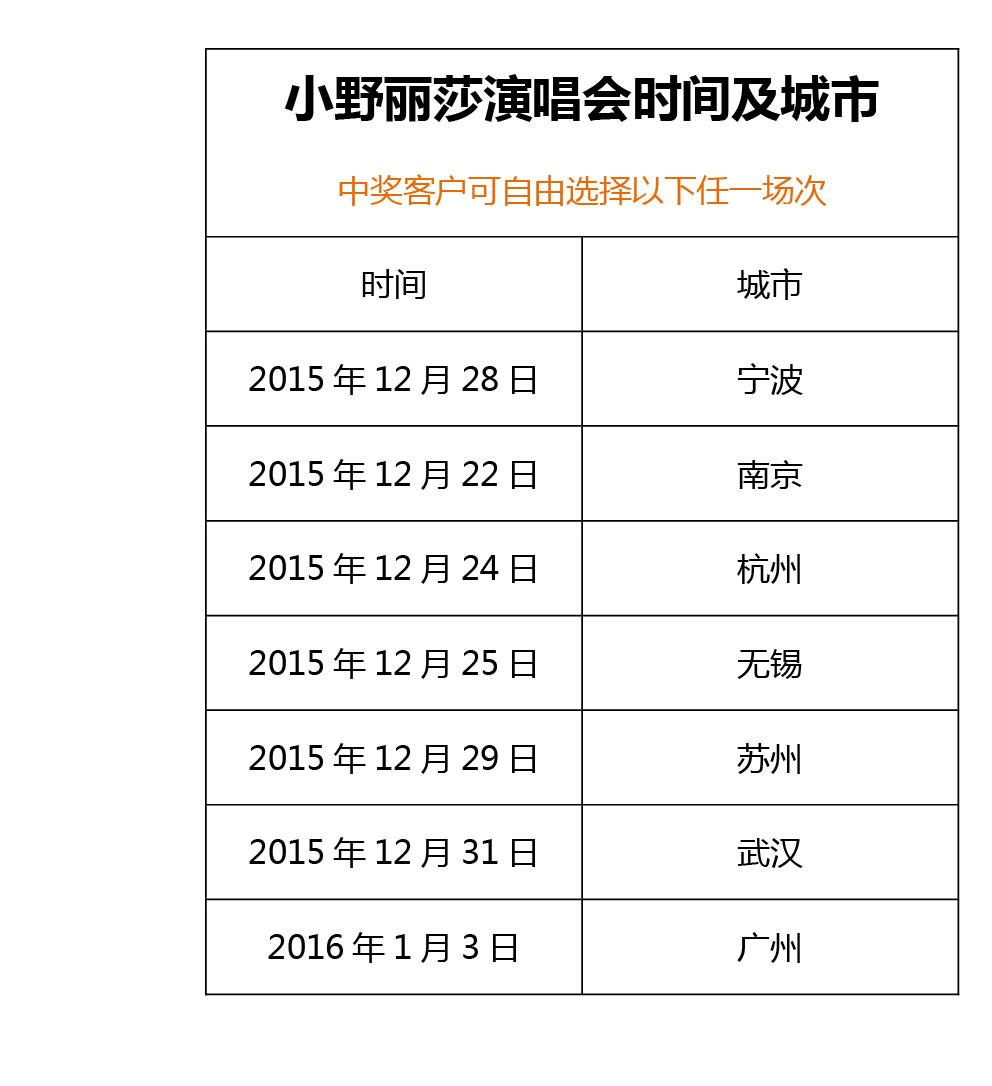 小野丽莎演唱会时间及城市
中奖客户可自由选择以下任一场次
时间 城市
2015 年 12 月 28 日 宁波
2015 年 12 月 22 日 南京
2015 年 12 月 24 日 杭州
2015 年 12 月 25 日 无锡
2015 年 12 月 29 日 苏州
2015 年 12 月 31 日 武汉
2016 年 1 月 3 日 广州